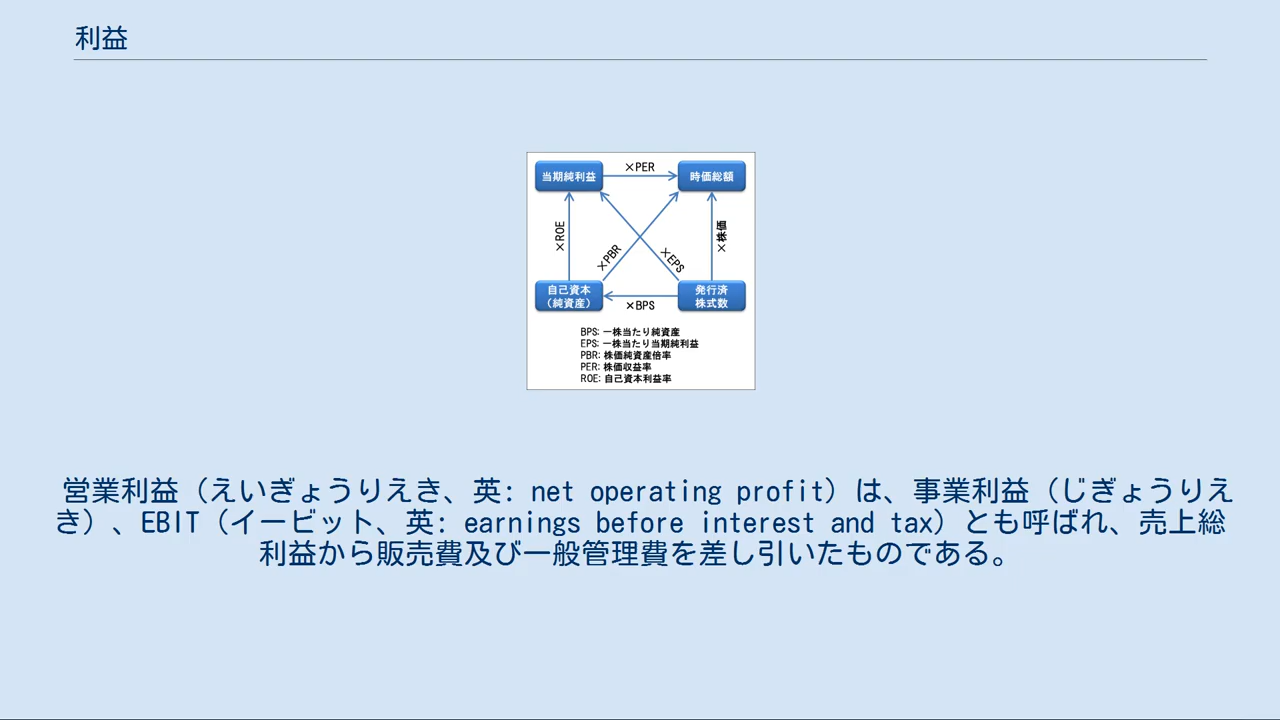 利益
×PER
当期純利益
時価総額
×ROE
×PBR
×EPS
×株価
自己資本
(純資産)
×BPS
発行済
株式数
BPS: 一株当たり純資産
EPS: 一株当たり当期純利益
PBR: 株価純資産倍率
PER: 株価収益率
ROE: 自己資本利益率
営業利益（えいぎょうりえき、英: net operating profit）は、事業利益（じぎょうりえ
き）、EBIT（イービット、英: earnings before interest and tax）とも呼ばれ、売上総
利益から販売費及び一般管理費を差し引いたものである。